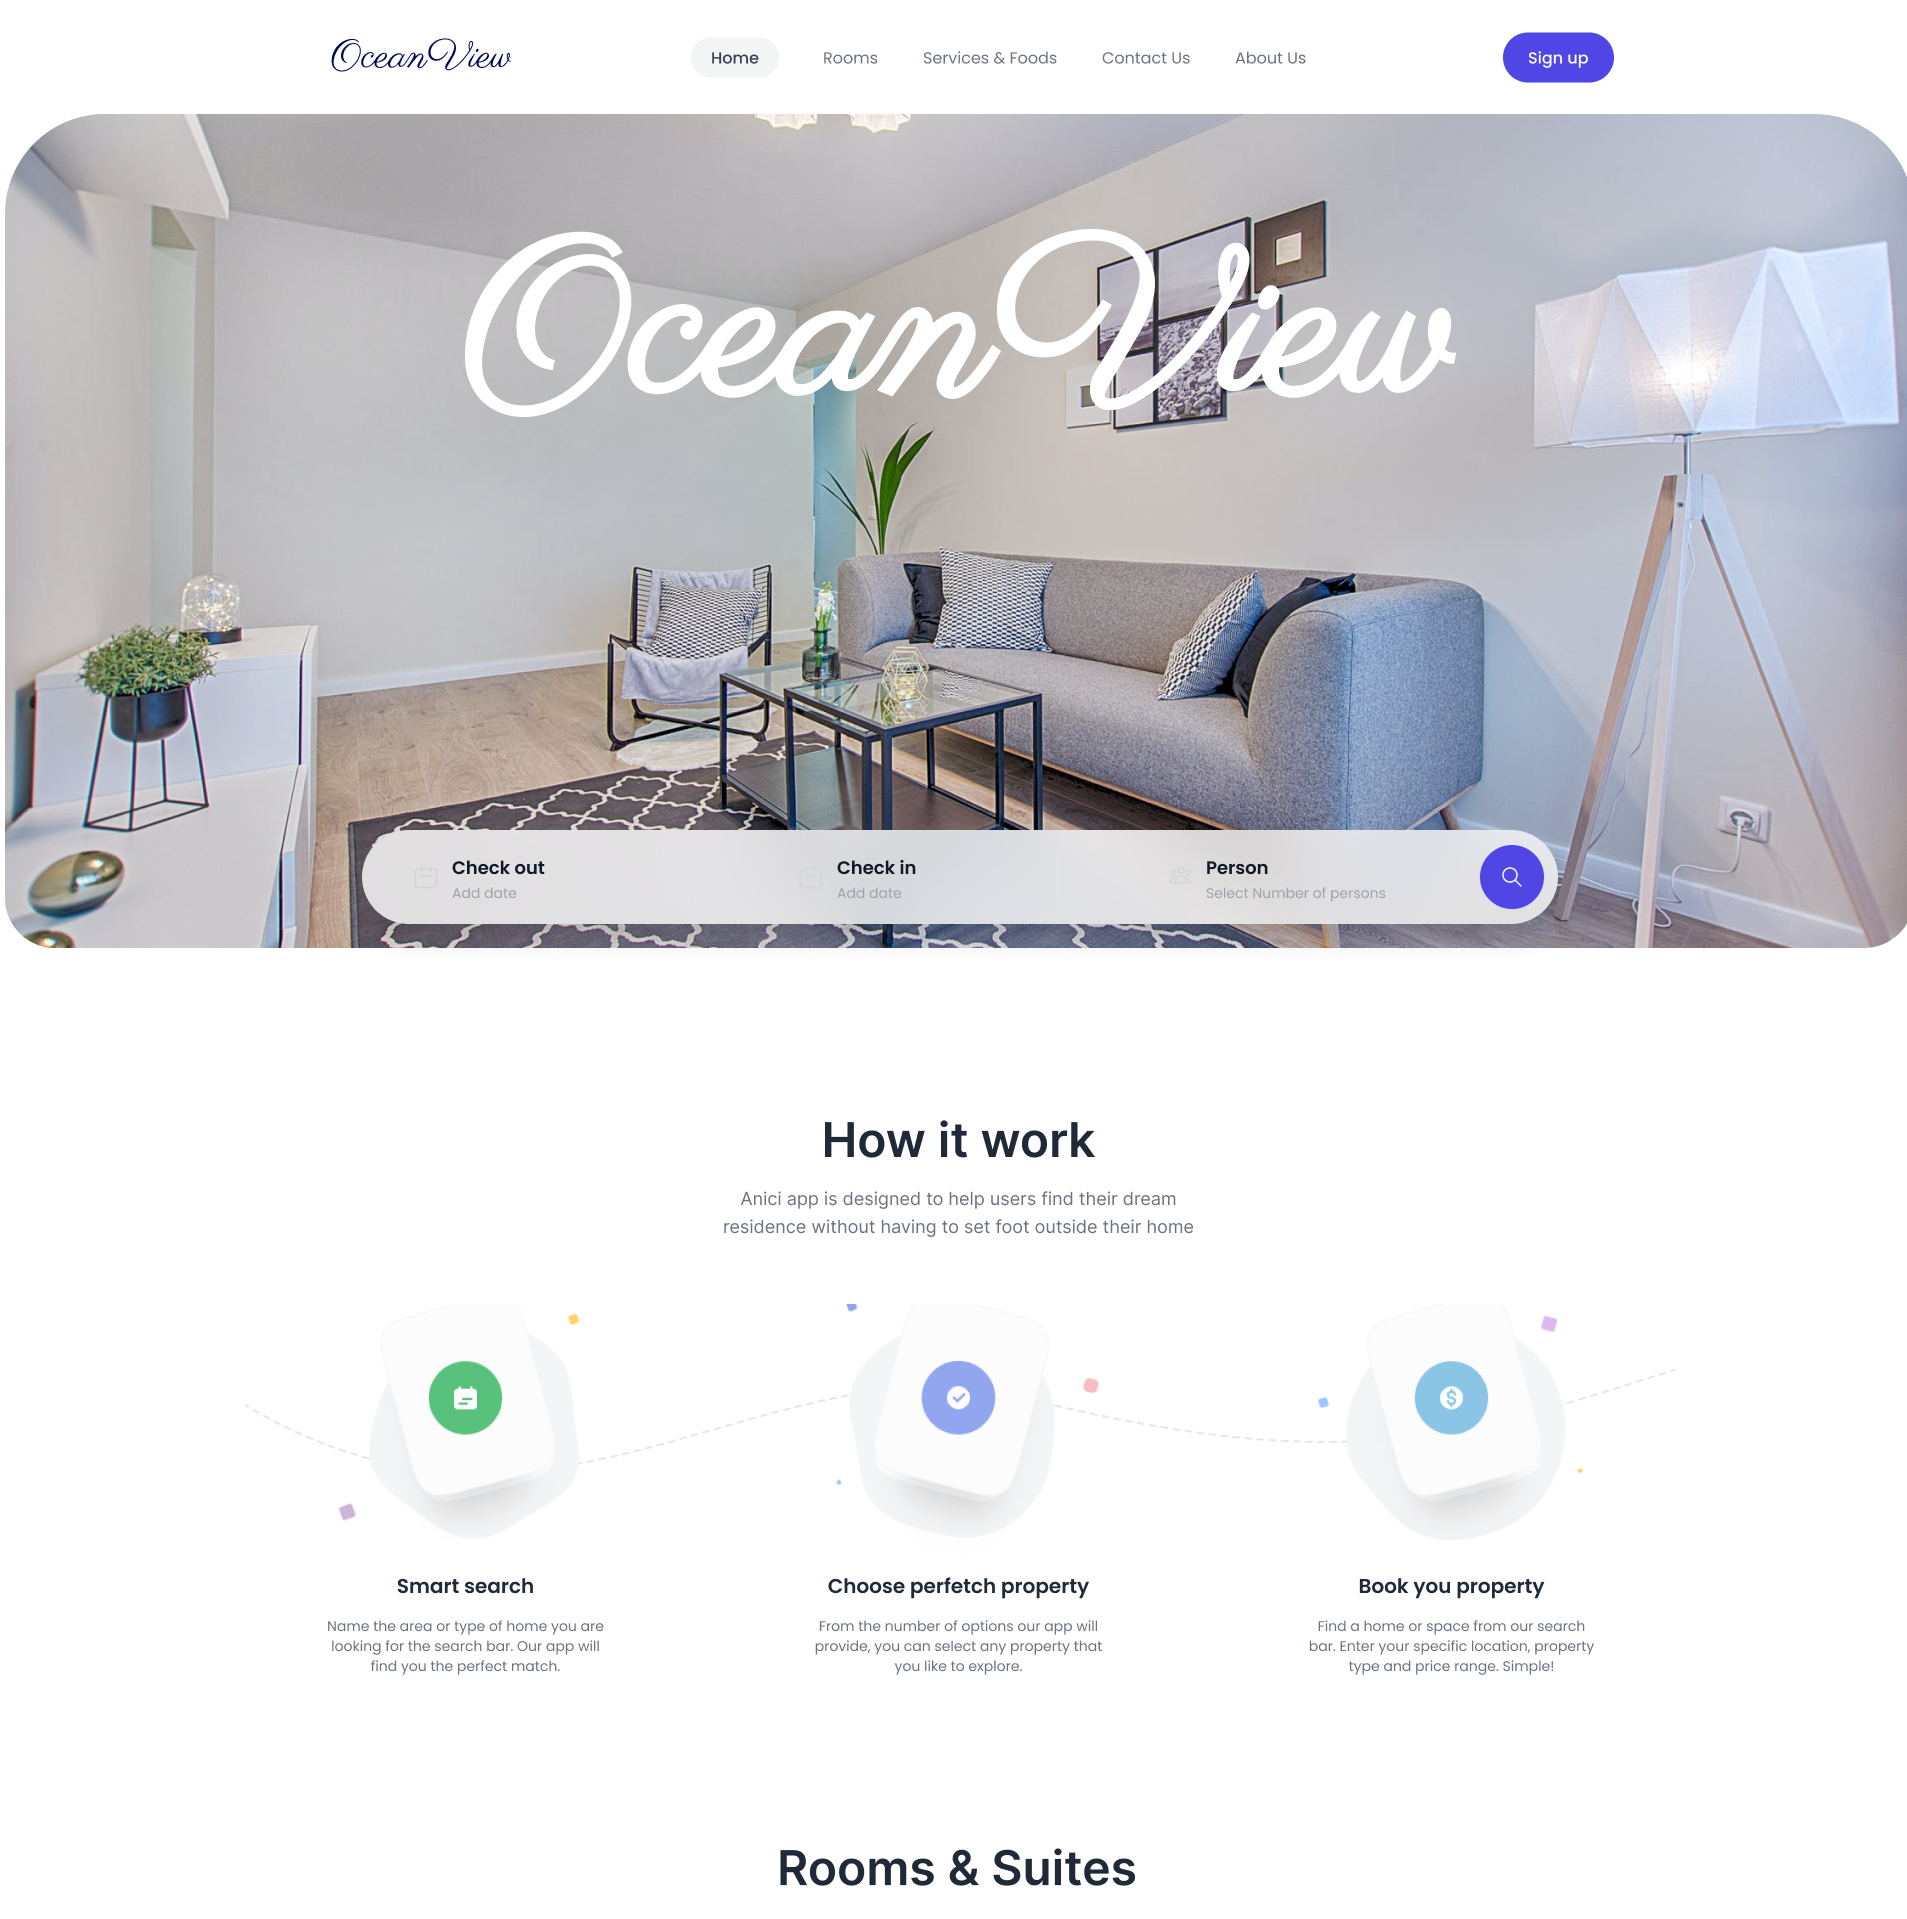 OceanView
Home
Rooms
Services & Foods
Contact Us
About Us
Sign up
OceanView
Check out
Add date
Check in
Add date
Person
Select Number of persons
How it work
Anici app is designed to help users find their dream
residence without having to set foot outside their home
Smart search
Name the area or type of home you are
looking for the search bar. Our app will
find you the perfect match.
Choose perfetch property
From the number of options our app will
provide, you can select any property that
you like to explore.
Book you property
Find a home or space from our search
bar. Enter your specific location, property
type and price range. Simple!
Rooms & Suites